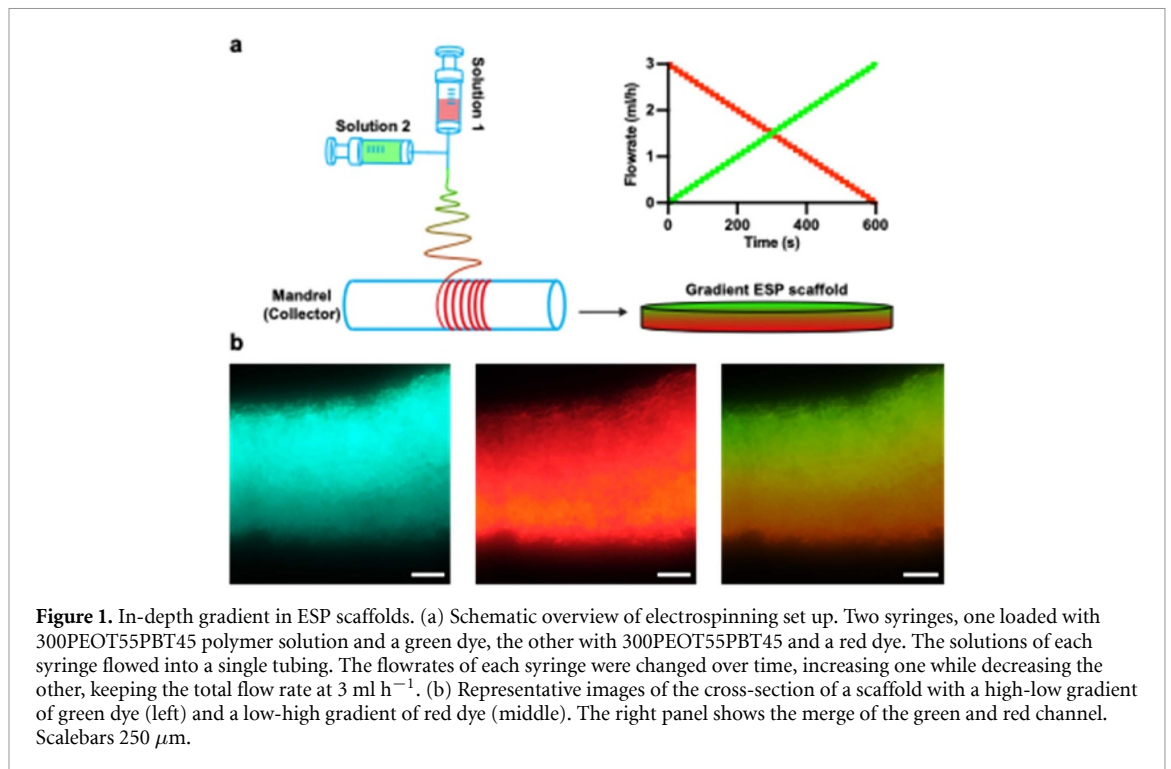 a
Solution 1
Solution 2
Mandrel
(Collector)
Flowrate (ml/h)
3
2
1
0
0 200 400 600
Time (s)
Gradient ESP scaffold
b
Figure 1. In-depth gradient in ESP scaffolds. (a) Schematic overview of electrospinning set up. Two syringes, one loaded with
300PEOT55PBT45 polymer solution and a green dye, the other with 300PEOT55PBT45 and a red dye. The solutions of each
syringe flowed into a single tubing. The flowrates of each syringe were changed over time, increasing one while decreasing the
other, keeping the total flow rate at 3 ml h⁻¹. (b) Representative images of the cross-section of a scaffold with a high-low gradient
of green dye (left) and a low-high gradient of red dye (middle). The right panel shows the merge of the green and red channel.
Scalebars 250 μm.